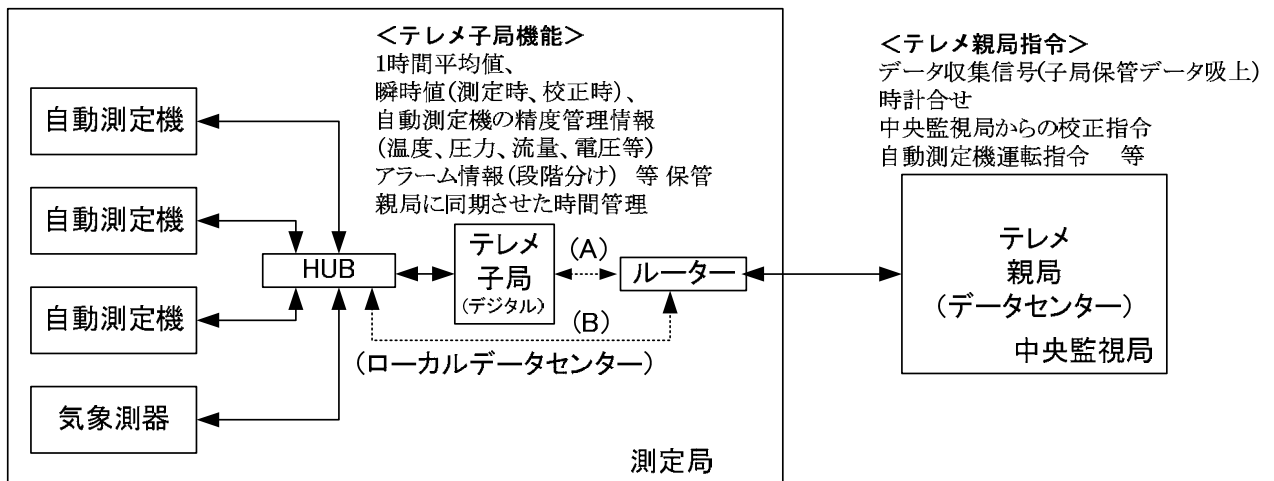 <テレメ子局機能>
1時間平均値、
瞬時値(測定時、校正時)、
自動測定機の精度管理情報
(温度、圧力、流量、電圧等)
アラーム情報(段階分け) 等 保管
親局に同期させた時間管理
<テレメ親局指令>
データ収集信号(子局保管データ吸上)
時計合せ
中央監視局からの校正指令
自動測定機運転指令 等
自動測定機
自動測定機
自動測定機
気象測器
HUB
テレメ
子局
(デジタル)
(A)
(B)
ルーター
(ローカルデータセンター)
測定局
テレメ
親局
(データセンター)
中央監視局